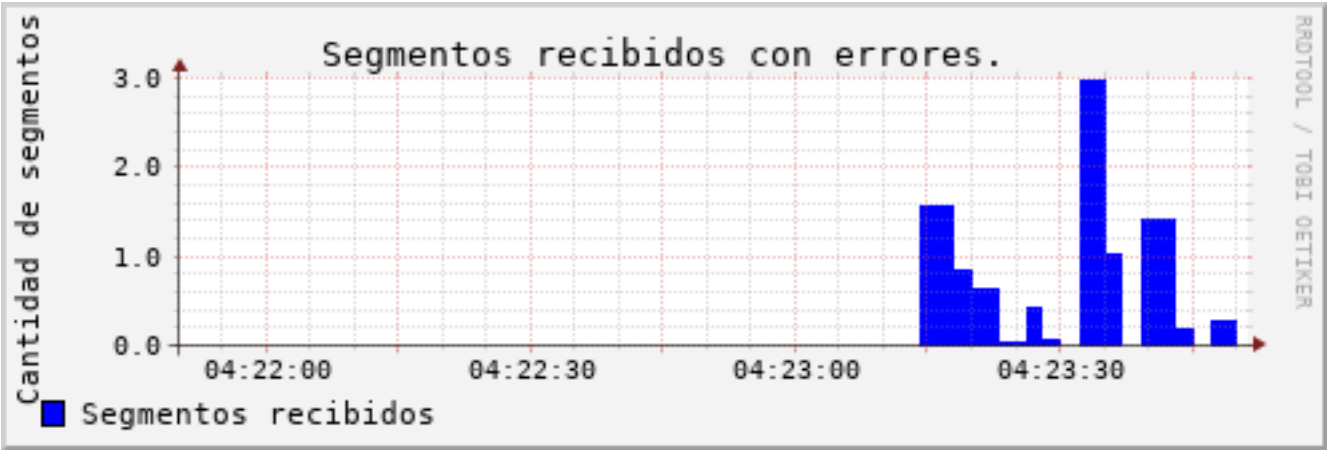 Segmentos recibidos con errores.
RRDTOOL / TOBI OETIKER
Cantidad de segmentos
3.0
2.0
1.0
0.0
04:22:00 04:22:30 04:23:00 04:23:30
Segmentos recibidos